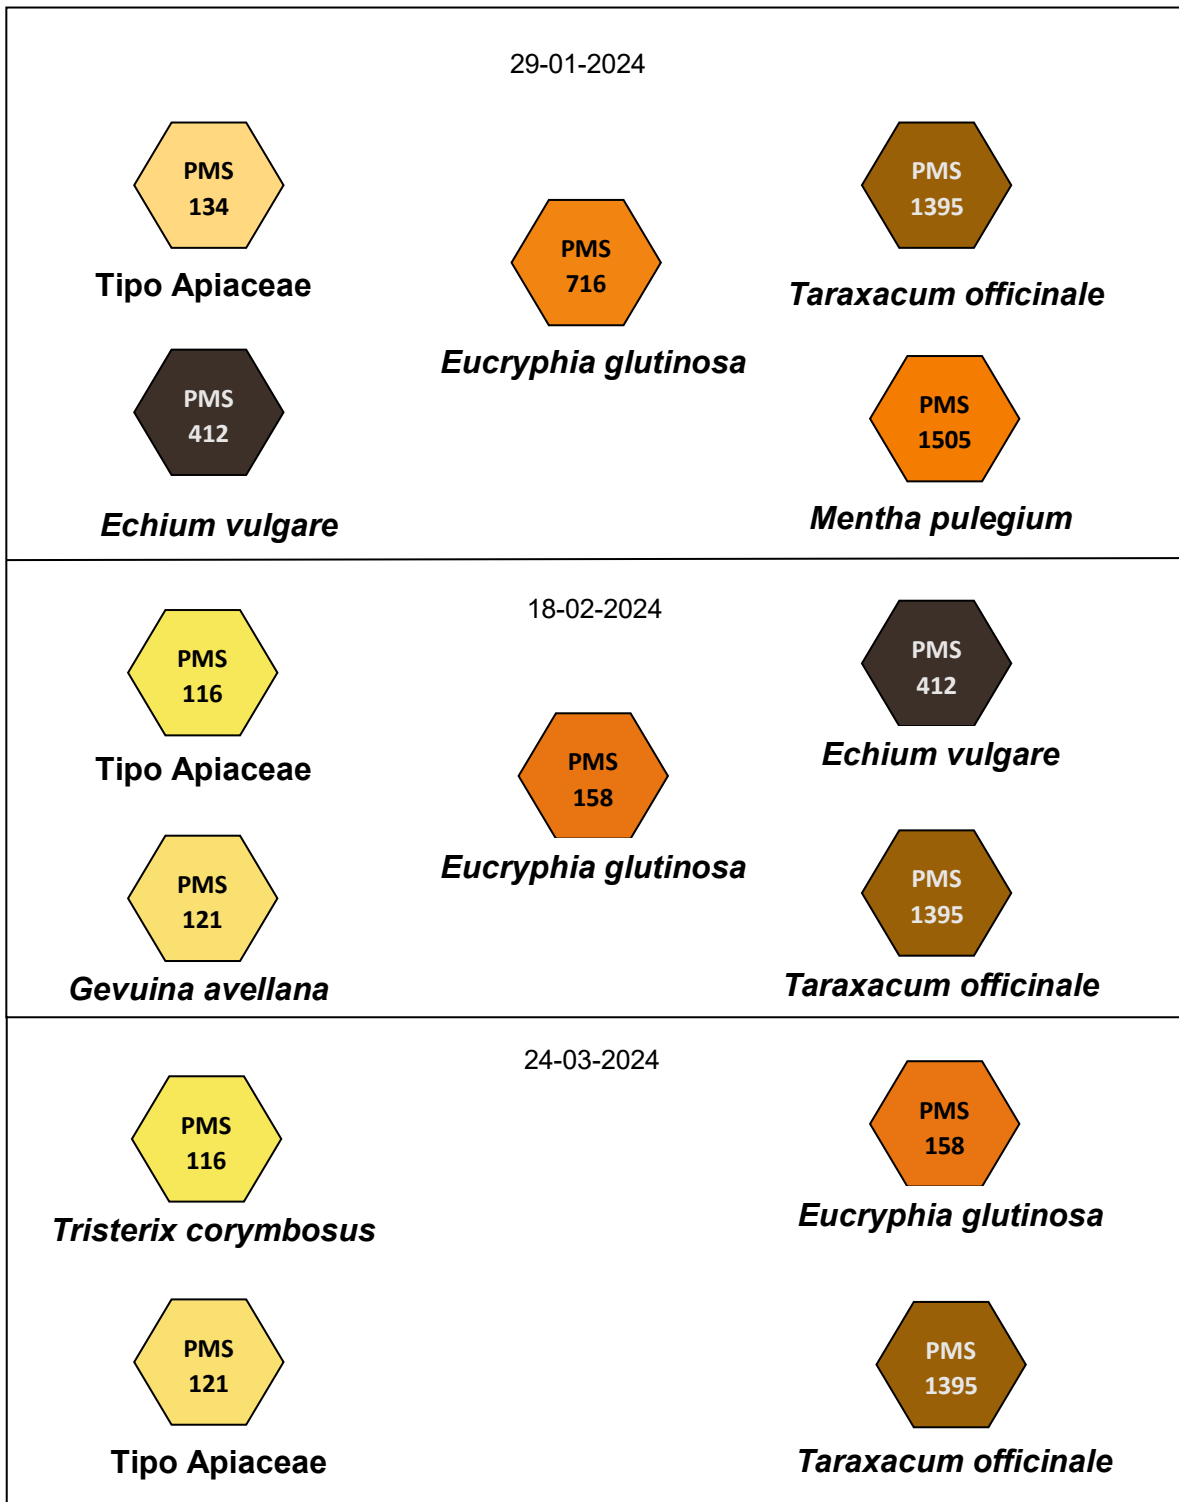 29-01-2024
PMS
134
Tipo Apiaceae
PMS
716
Eucryphia glutinosa
PMS
1395
Taraxacum officinale
PMS
412
Echium vulgare
PMS
1505
Mentha pulegium
18-02-2024
PMS
116
Tipo Apiaceae
PMS
158
Eucryphia glutinosa
PMS
412
Echium vulgare
PMS
121
Gevuina avellana
PMS
1395
Taraxacum officinale
24-03-2024
PMS
116
Tristerix corymbosus
PMS
158
Eucryphia glutinosa
PMS
121
Tipo Apiaceae
PMS
1395
Taraxacum officinale